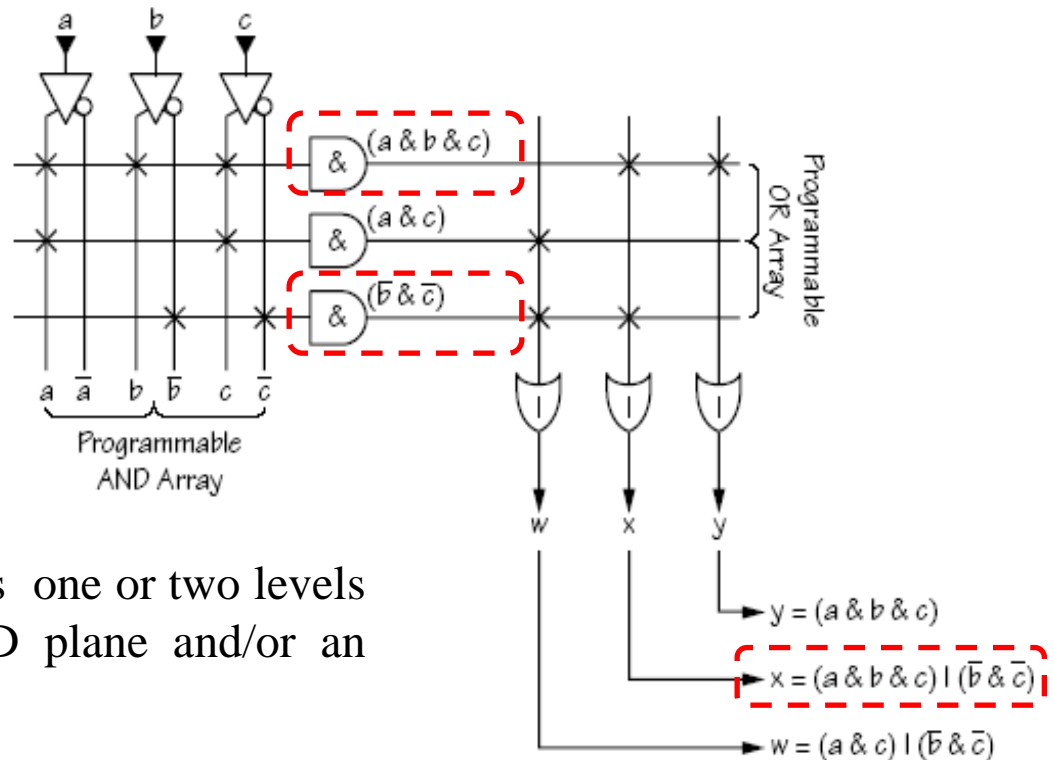 a b c
& (a & b & c)
& (a & c)
& (b̅ & c̅)
Programmable
OR Array
a a̅ b b̅ c c̅
Programmable
AND Array
| | |
w x y
s one or two levels
D plane and/or an
y = (a & b & c)
x = (a & b & c) | (b̅ & c̅)
w = (a & c) | (b̅ & c̅)